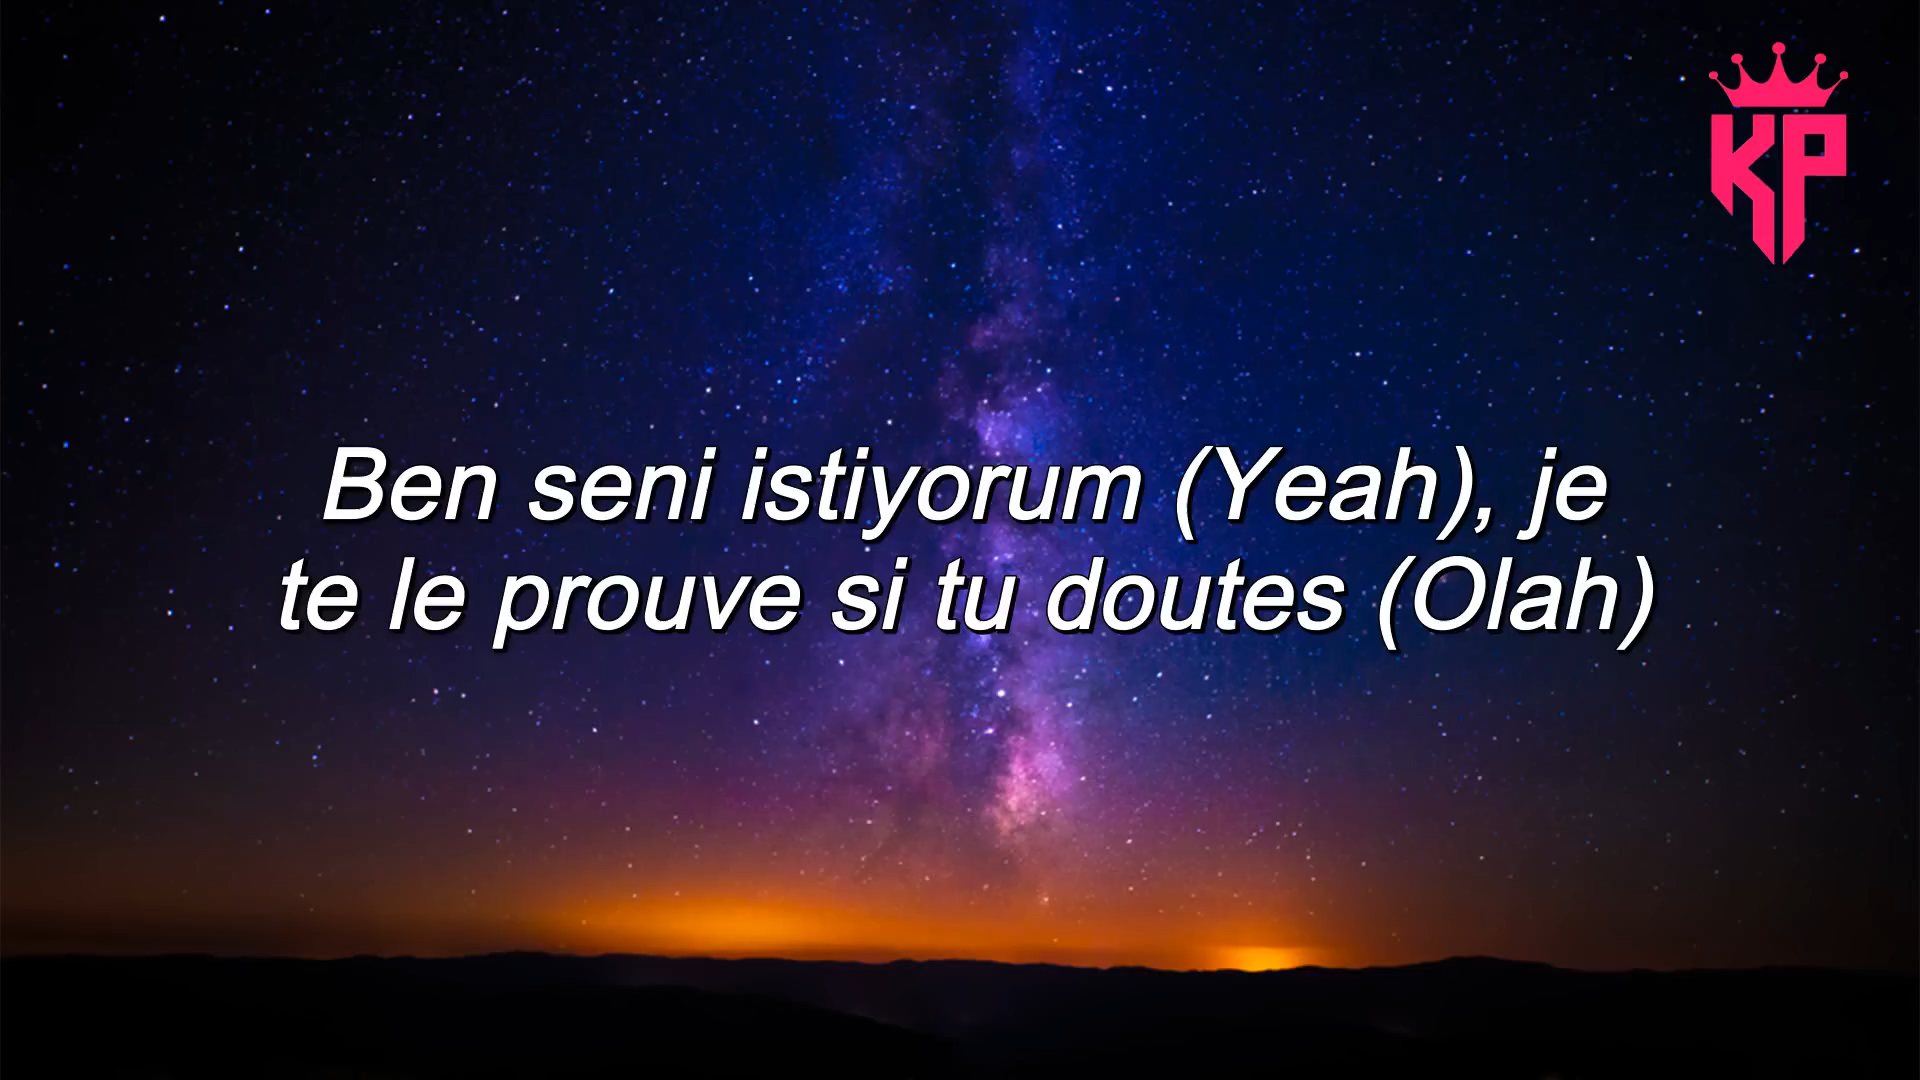 KP
Ben seni istiyorum (Yeah), je
te le prouve si tu doutes (Olah)